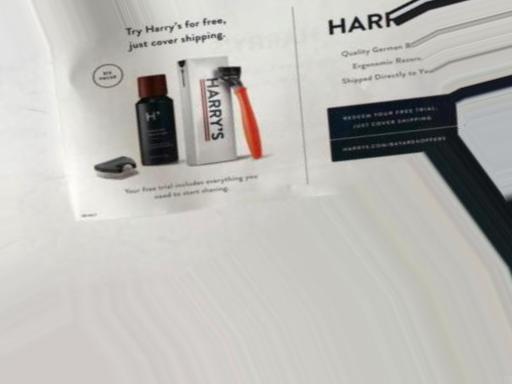 Try Harry's for free,
just cover shipping.
H'
HARRY'S
Your free trial includes everything you
need to start shaving.
HARR
Quality German
Ergonomic Razors.
Shipped Directly to You
REDEEM YOUR FREE TRIAL,
JUST COVER SHIPPING